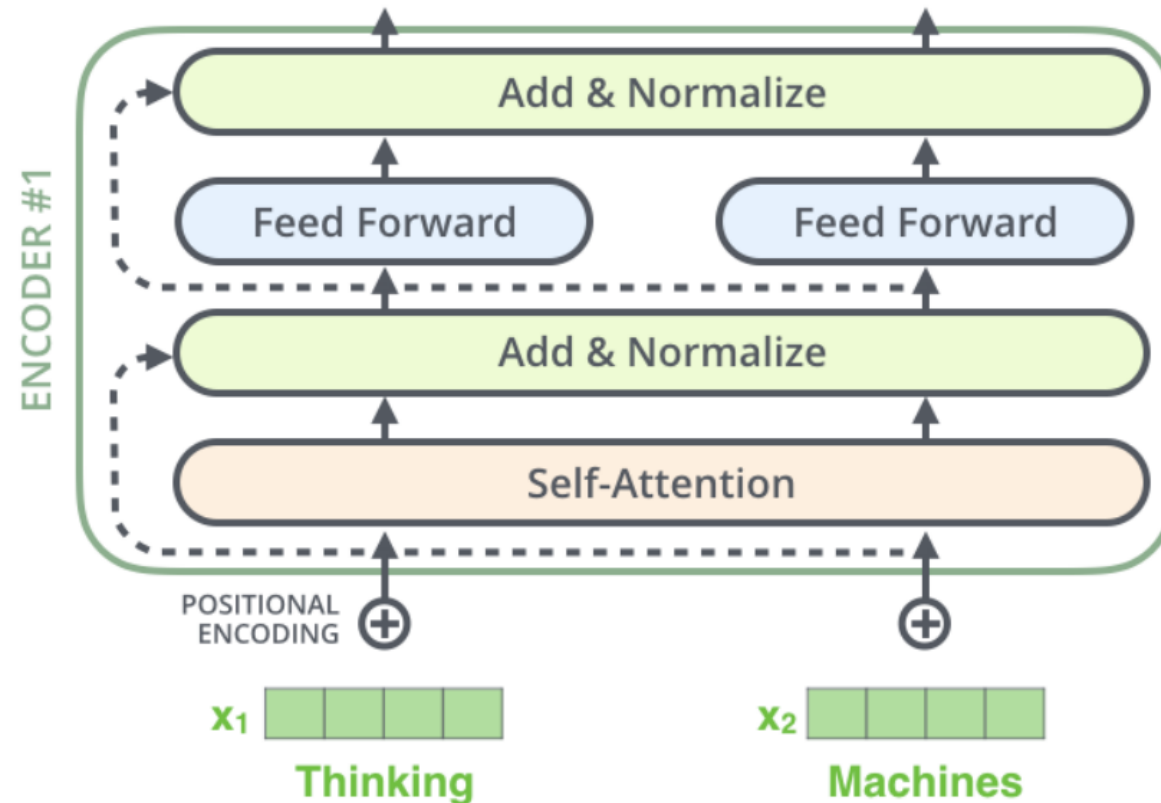 Add & Normalize
Feed Forward
Feed Forward
ENCODER #1
Add & Normalize
Self-Attention
POSITIONAL
ENCODING
x₁
x₂
Thinking
Machines